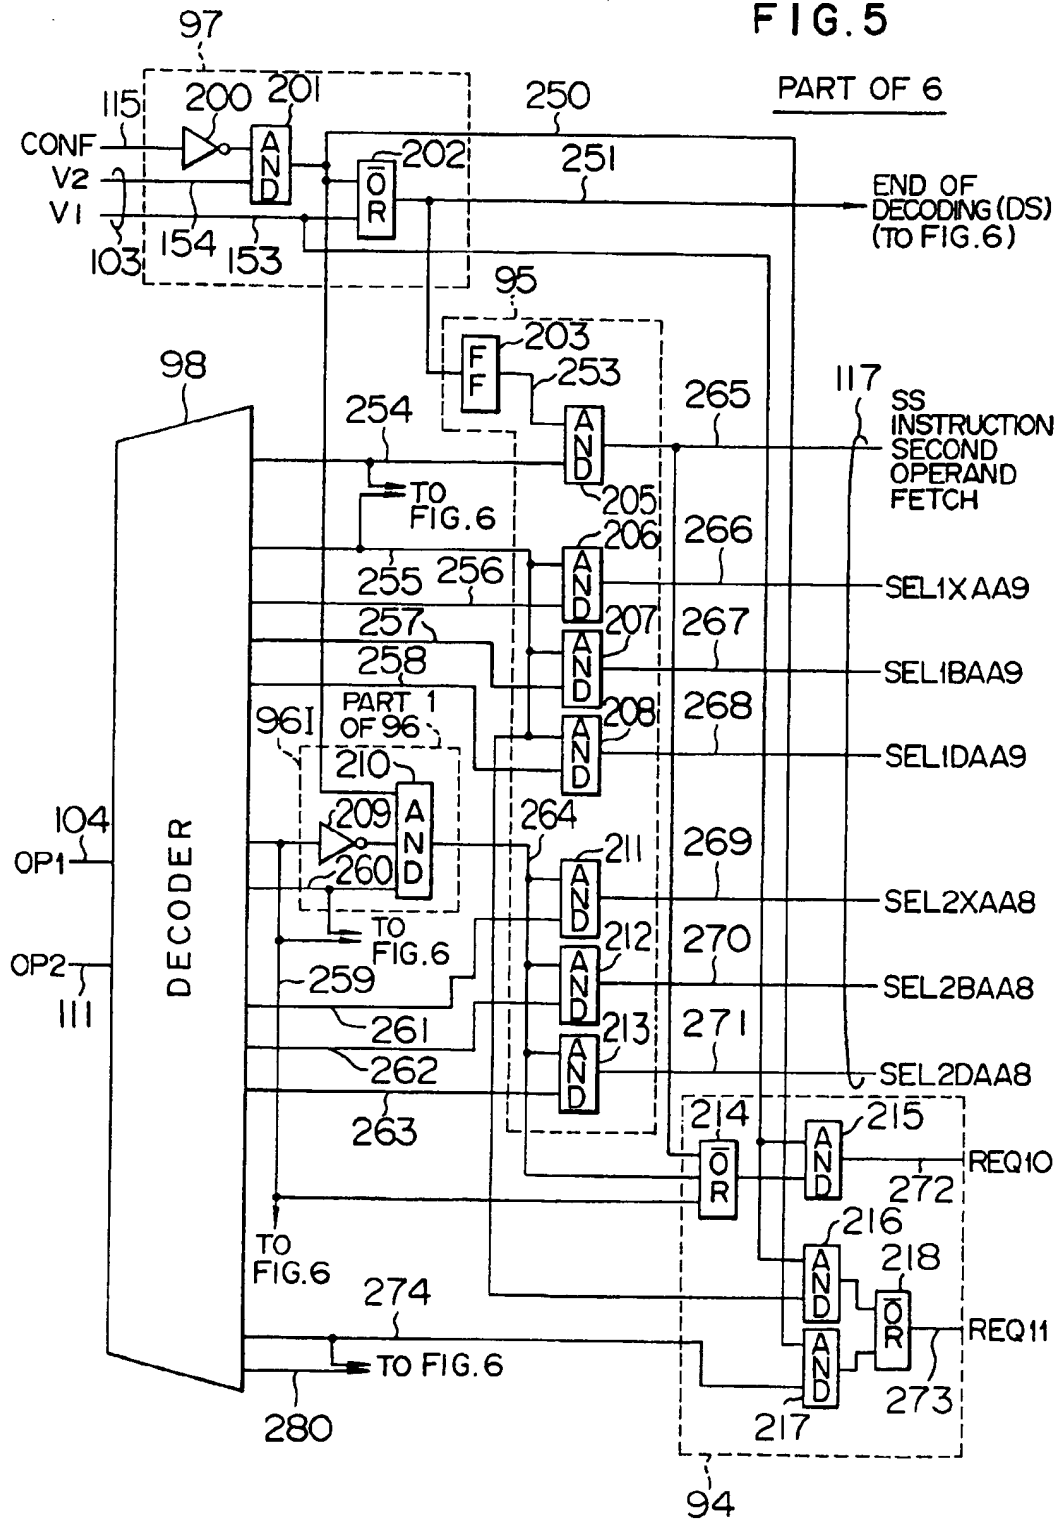 FIG.5
PART OF 6
97
115
200
201
250
CONF
AND
202
251
V2
OR
END OF
DECODING(DS)
(TO FIG.6)
V1
103
154
153
95
203
FF
253
98
254
265
117
SS
INSTRUCTION
SECOND
OPERAND
FETCH
AND
TO
FIG.6
205
206
266
255
256
AND
SEL1XAA9
257
207
267
258
AND
SEL1BAA9
PART 1
OF 96
96I
208
268
AND
SEL1DAA9
210
209
AND
264
104
OP1
DECODER
260
211
269
AND
SEL2XAA8
TO
FIG.6
212
270
OP2
111
259
AND
SEL2BAA8
261
213
271
262
AND
SEL2DAA8
263
214
215
OR
AND
REQ10
272
TO
FIG.6
216
218
274
AND
OR
REQ11
TO FIG.6
AND
280
217
273
94